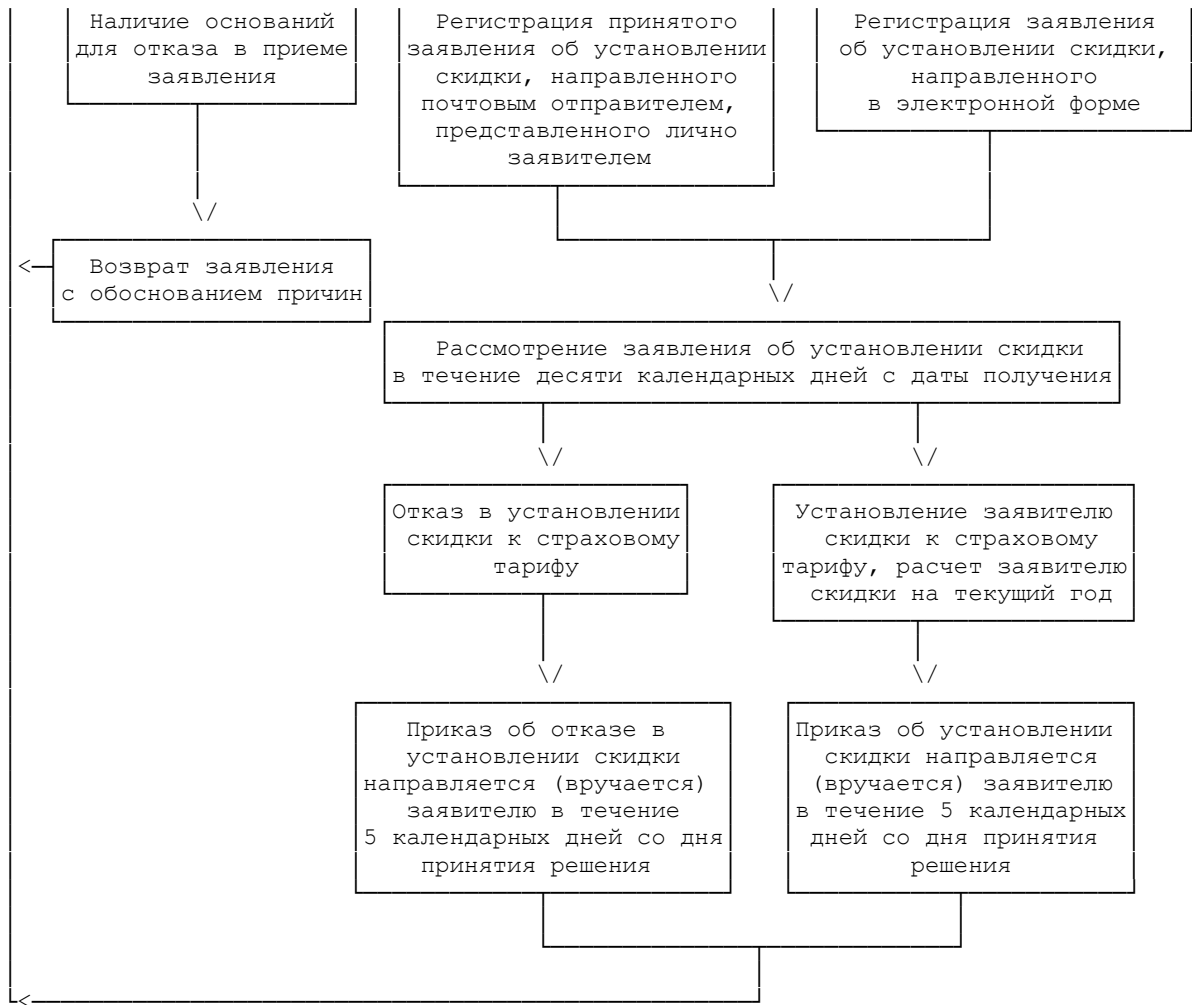 Наличие оснований
для отказа в приеме
заявления
Регистрация принятого
заявления об установлении
скидки, направленного
почтовым отправителем,
представленного лично
заявителем
Регистрация заявления
об установлении скидки,
направленного
в электронной форме
Возврат заявления
с обоснованием причин
Рассмотрение заявления об установлении скидки
в течение десяти календарных дней с даты получения
Отказ в установлении
скидки к страховому
тарифу
Установление заявителю
скидки к страховому
тарифу, расчет заявителю
скидки на текущий год
Приказ об отказе в
установлении скидки
направляется (вручается)
заявителю в течение
5 календарных дней со дня
принятия решения
Приказ об установлении
скидки направляется
(вручается) заявителю
в течение 5 календарных
дней со дня принятия
решения